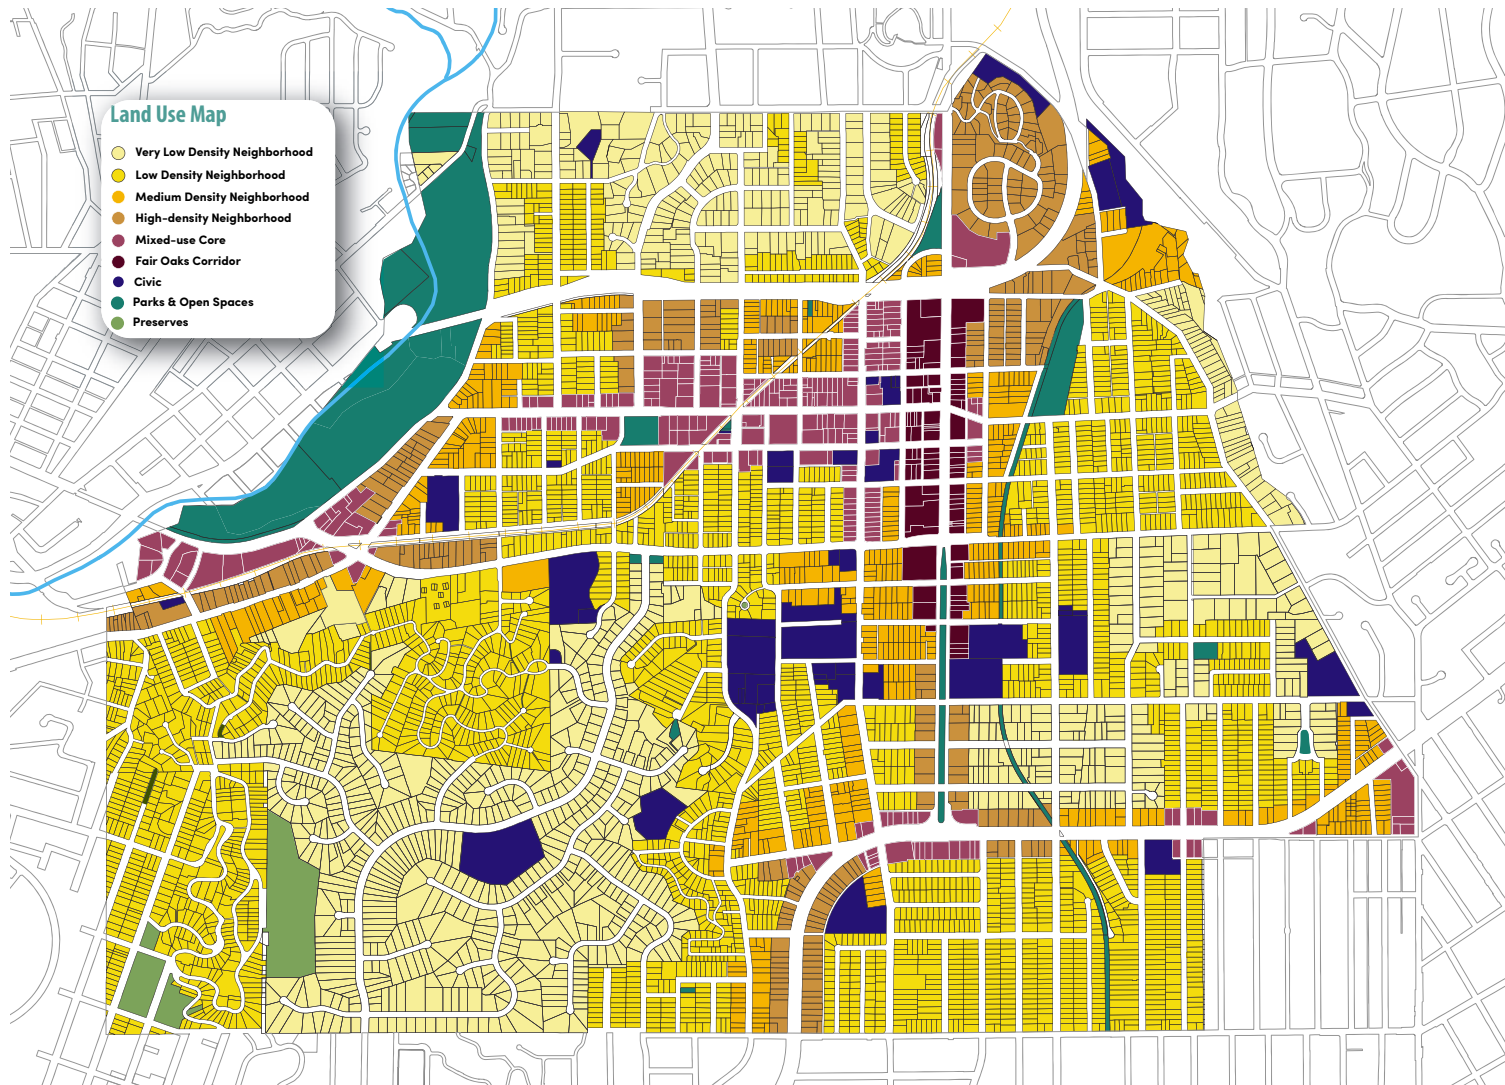 Land Use Map
Very Low Density Neighborhood
Low Density Neighborhood
Medium Density Neighborhood
High-density Neighborhood
Mixed-use Core
Fair Oaks Corridor
Civic
Parks & Open Spaces
Preserves